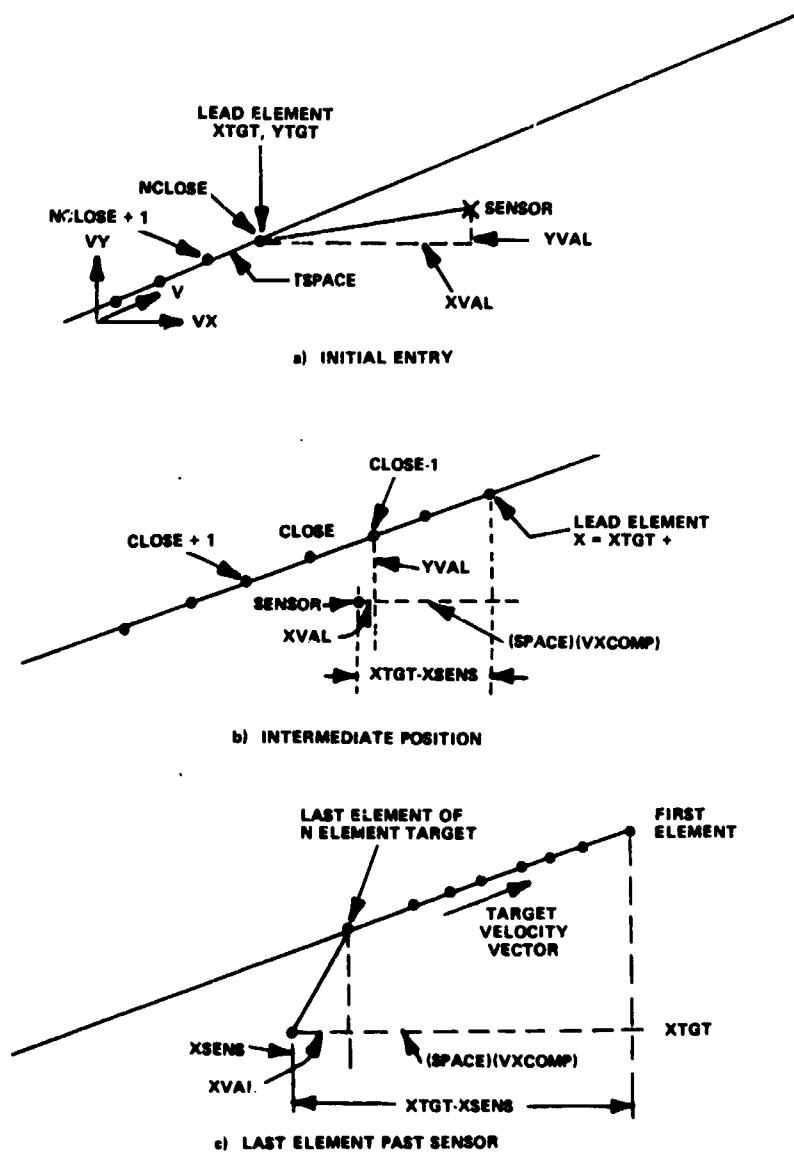 LEAD ELEMENT
XTGT, YTGT
NCLOSE
NCLOSE + 1
SENSOR
VY
YVAL
TSPACE
V
XVAL
VX
a) INITIAL ENTRY
CLOSE-1
CLOSE
CLOSE + 1
LEAD ELEMENT
X = XTGT +
YVAL
SENSOR
XVAL
(SPACE)(VXCOMP)
XTGT-XSENS
b) INTERMEDIATE POSITION
LAST ELEMENT OF
N ELEMENT TARGET
FIRST
ELEMENT
TARGET
VELOCITY
VECTOR
XTGT
XSENS
(SPACE)(VXCOMP)
XVAL
XTGT-XSENS
c) LAST ELEMENT PAST SENSOR